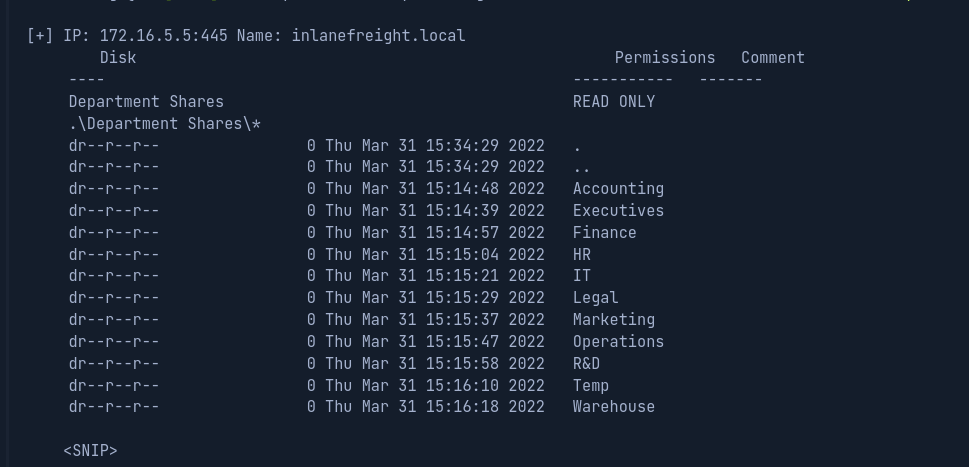 [+] IP: 172.16.5.5:445 Name: inlanefreight.local
Disk Permissions Comment
---- ----------- -------
Department Shares READ ONLY
.\Department Shares\*
dr--r--r-- 0 Thu Mar 31 15:34:29 2022 .
dr--r--r-- 0 Thu Mar 31 15:34:29 2022 ..
dr--r--r-- 0 Thu Mar 31 15:14:48 2022 Accounting
dr--r--r-- 0 Thu Mar 31 15:14:39 2022 Executives
dr--r--r-- 0 Thu Mar 31 15:14:57 2022 Finance
dr--r--r-- 0 Thu Mar 31 15:15:04 2022 HR
dr--r--r-- 0 Thu Mar 31 15:15:21 2022 IT
dr--r--r-- 0 Thu Mar 31 15:15:29 2022 Legal
dr--r--r-- 0 Thu Mar 31 15:15:37 2022 Marketing
dr--r--r-- 0 Thu Mar 31 15:15:47 2022 Operations
dr--r--r-- 0 Thu Mar 31 15:15:58 2022 R&D
dr--r--r-- 0 Thu Mar 31 15:16:10 2022 Temp
dr--r--r-- 0 Thu Mar 31 15:16:18 2022 Warehouse
<SNIP>